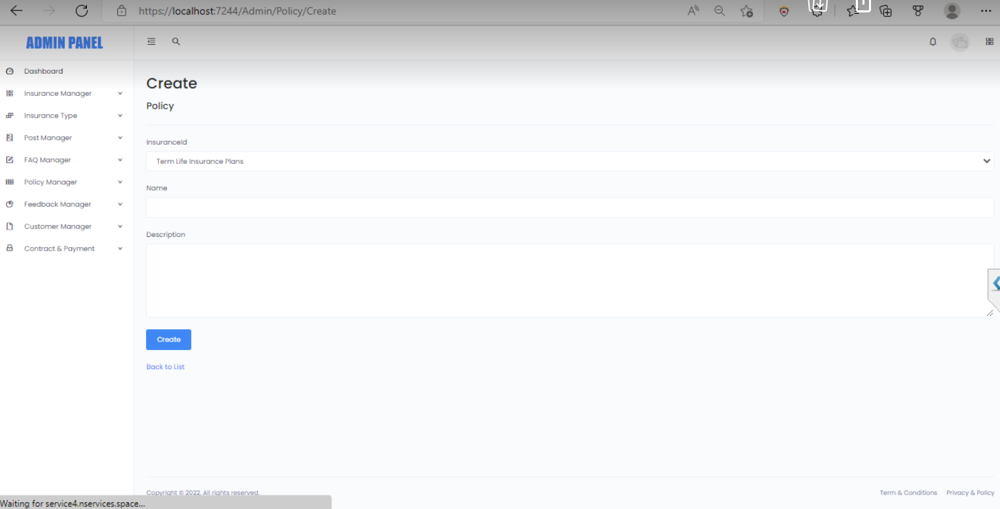 https://localhost:7244/Admin/Policy/Create
ADMIN PANEL
Dashboard
Insurance Manager
Insurance Type
Post Manager
FAQ Manager
Policy Manager
Feedback Manager
Customer Manager
Contract & Payment
Create
Policy
InsuranceId
Term Life Insurance Plans
Name
Description
Create
Back to List
Copyright © 2022. All rights reserved.
Term & Conditions Privacy & Policy
Waiting for service4.nservices.space...